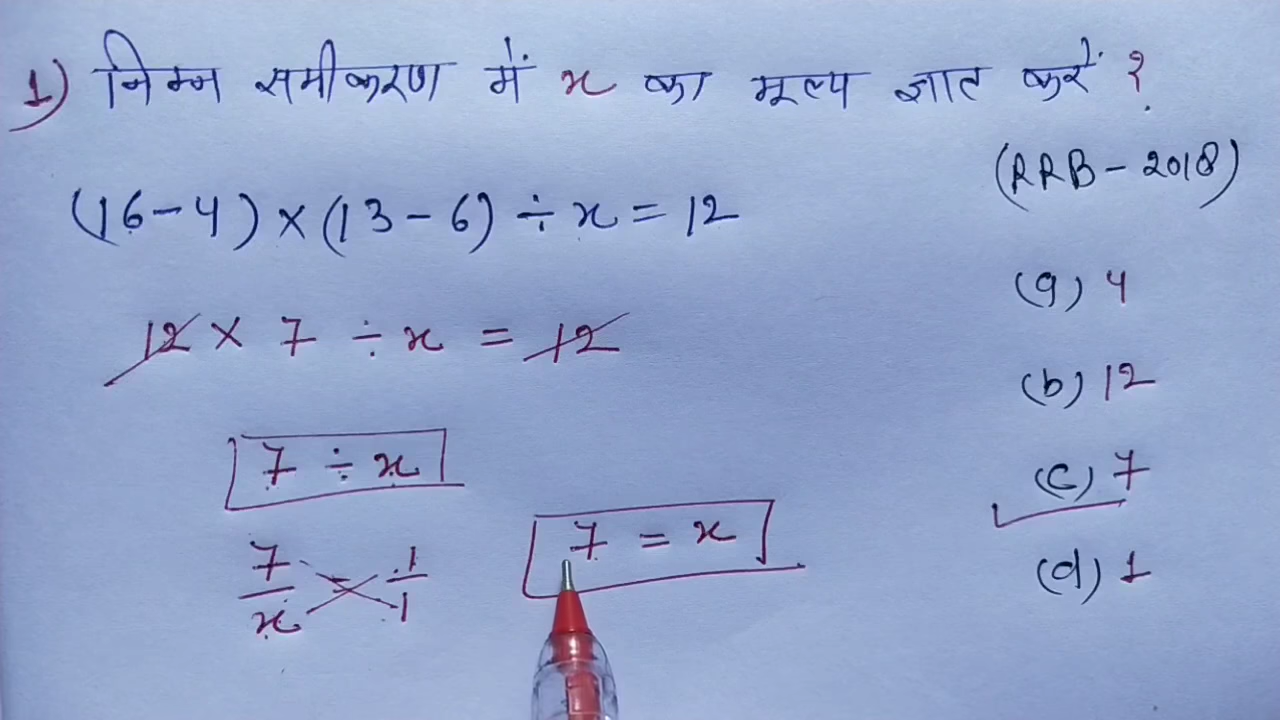 1) निम्न समीकरण में x का मूल्य ज्ञात करें ?
(RRB - 2018)
(16-4) × (13-6) ÷ x = 12
(a) 4
12 × 7 ÷ x = 12
(b) 12
7 ÷ x
(c) 7
7 = x
7/x = 1/1
(d) 1